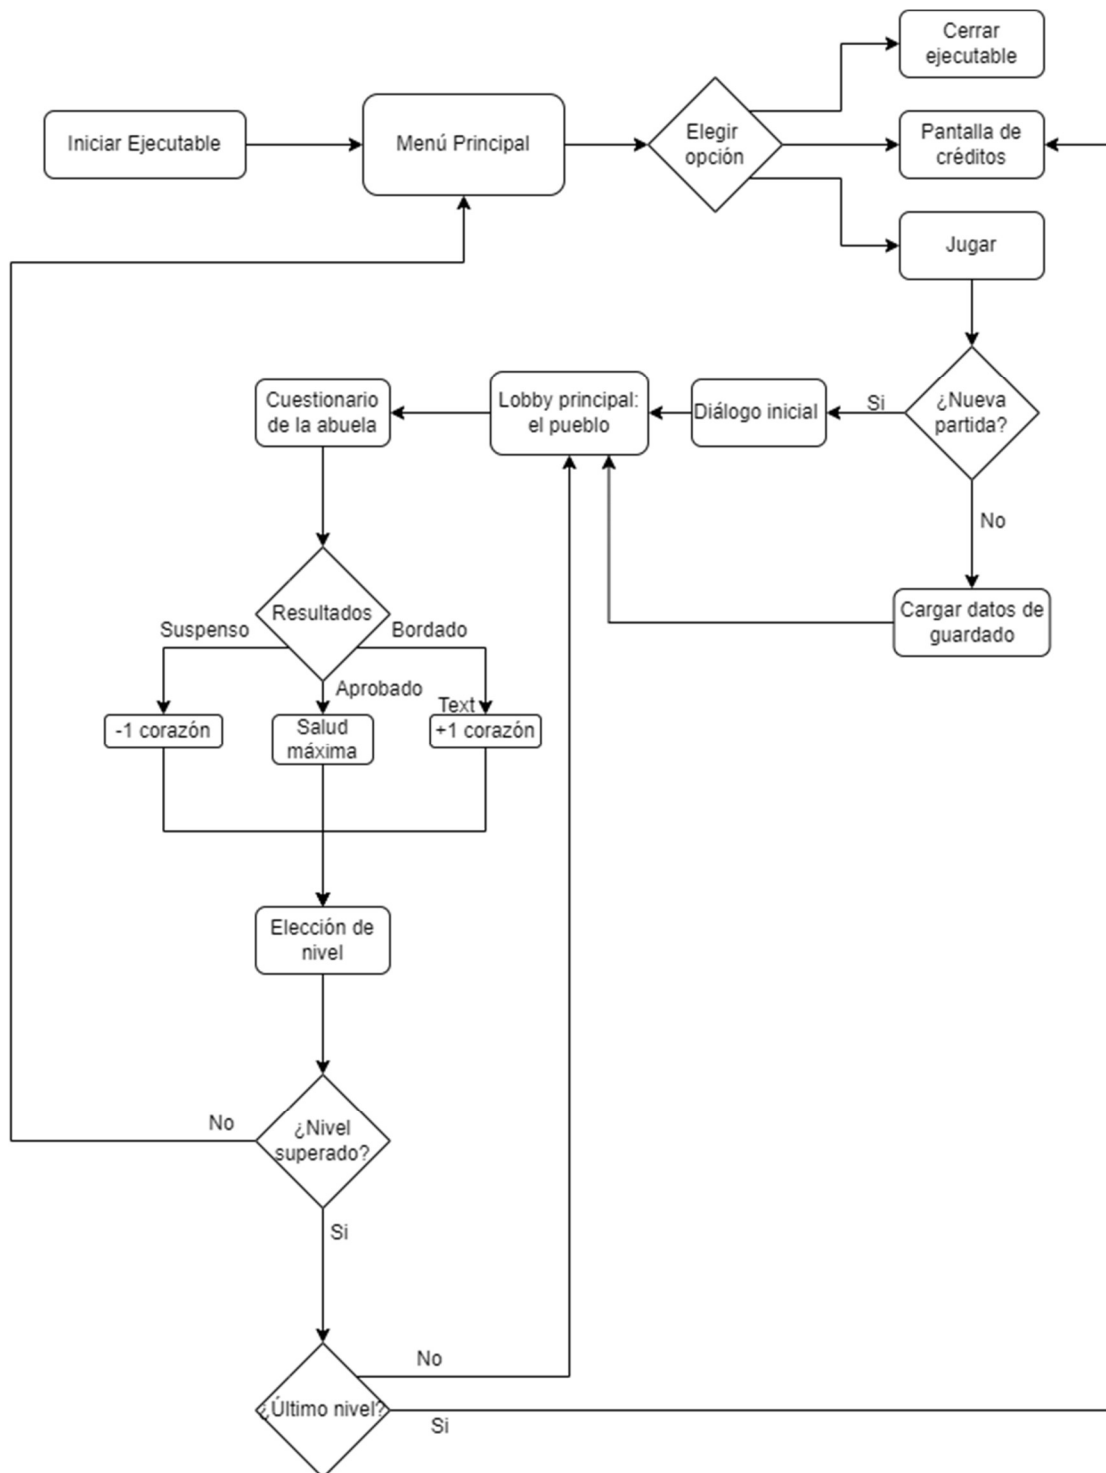 Cerrar
ejecutable
Iniciar Ejecutable
Menú Principal
Elegir
opción
Pantalla de
créditos
Jugar
¿Nueva
partida?
Si
No
Diálogo inicial
Lobby principal:
el pueblo
Cuestionario
de la abuela
Cargar datos de
guardado
Resultados
Suspenso
Bordado
Aprobado
Text
-1 corazón
Salud
máxima
+1 corazón
Elección de
nivel
¿Nivel
superado?
No
Si
¿Último nivel?
No
Si